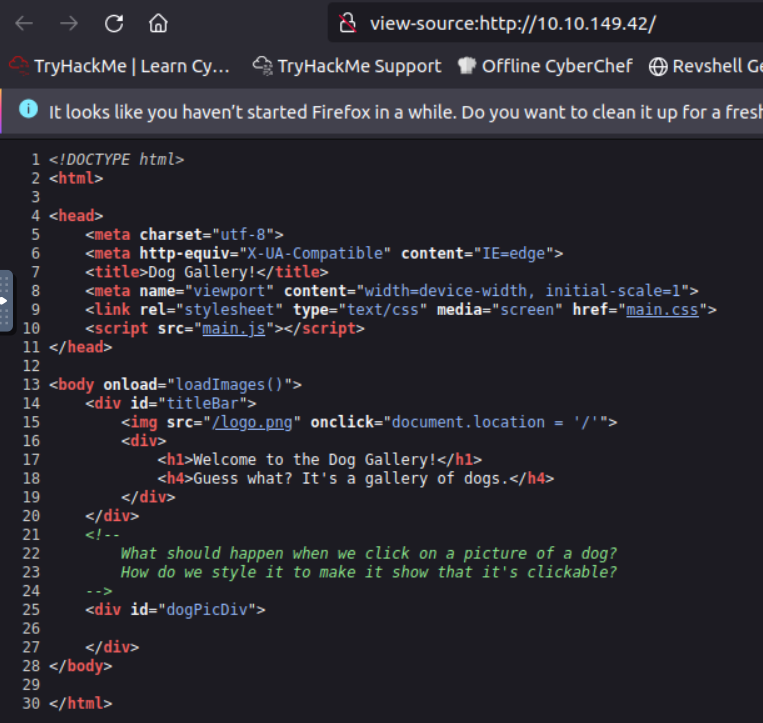 view-source:http://10.10.149.42/
TryHackMe | Learn Cy... TryHackMe Support Offline CyberChef Revshell Ge
It looks like you haven't started Firefox in a while. Do you want to clean it up for a fresh
1 <!DOCTYPE html>
2 <html>
3
4 <head>
5     <meta charset="utf-8">
6     <meta http-equiv="X-UA-Compatible" content="IE=edge">
7     <title>Dog Gallery!</title>
8     <meta name="viewport" content="width=device-width, initial-scale=1">
9     <link rel="stylesheet" type="text/css" media="screen" href="main.css">
10     <script src="main.js"></script>
11 </head>
12
13 <body onload="loadImages()">
14     <div id="titleBar">
15         <img src="/logo.png" onclick="document.location = '/'">
16         <div>
17             <h1>Welcome to the Dog Gallery!</h1>
18             <h4>Guess what? It's a gallery of dogs.</h4>
19         </div>
20     </div>
21     <!--
22         What should happen when we click on a picture of a dog?
23         How do we style it to make it show that it's clickable?
24     -->
25     <div id="dogPicDiv">
26
27     </div>
28 </body>
29
30 </html>